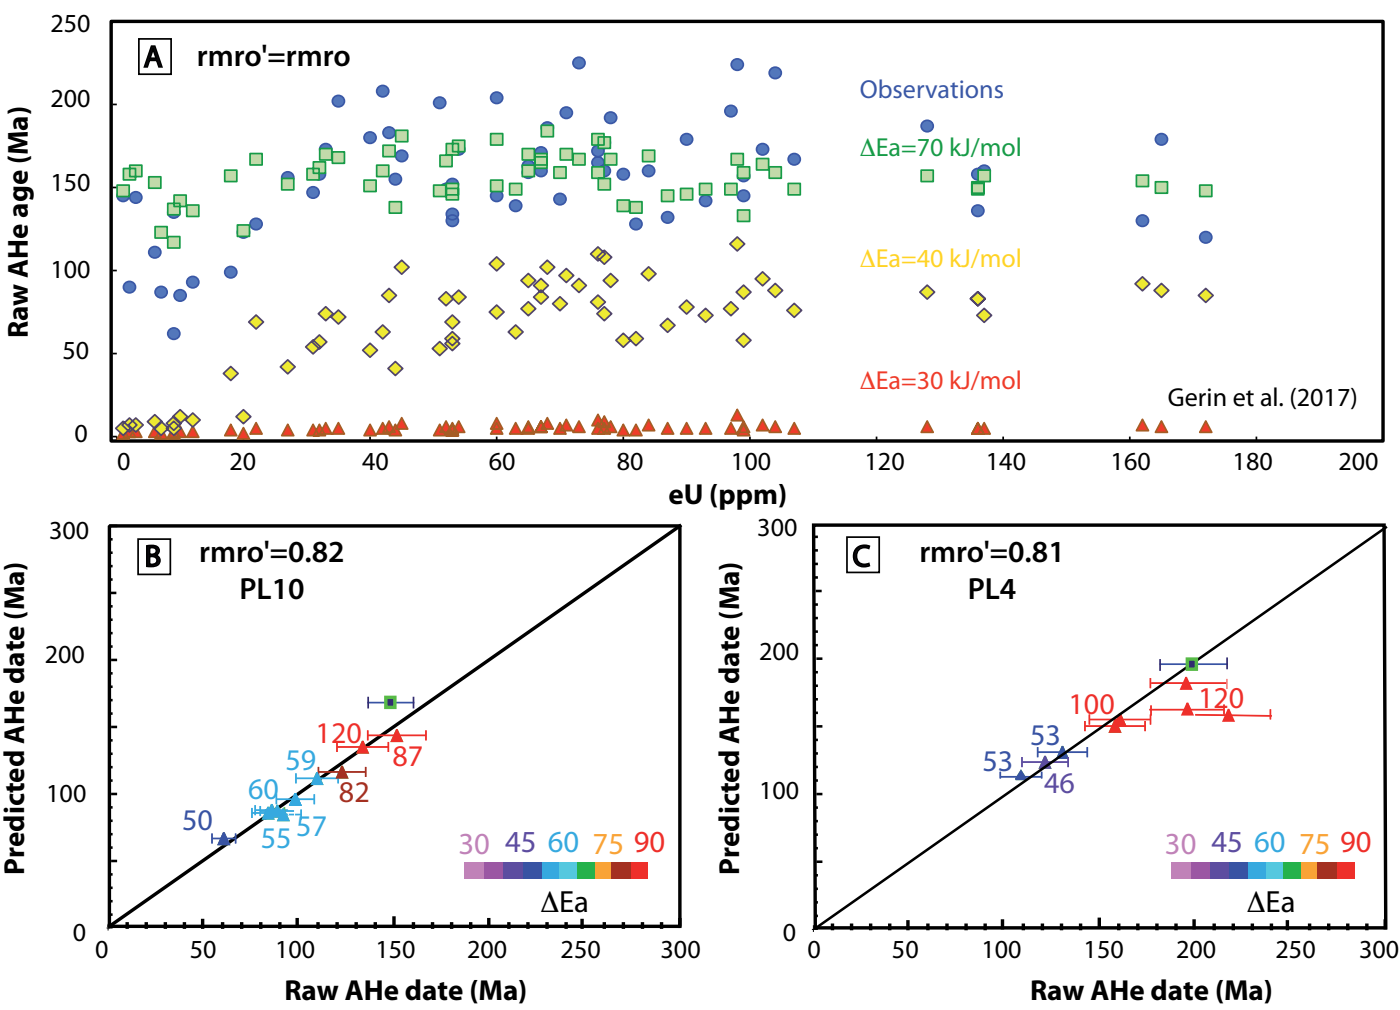 250
200
150
100
50
0
Raw AHe age (Ma)
A
rmro'=rmro
Observations
ΔEa=70 kJ/mol
ΔEa=40 kJ/mol
ΔEa=30 kJ/mol
Gerin et al. (2017)
0 20 40 60 80 100 120 140 160 180 200
eU (ppm)
300
200
100
0
Predicted AHe date (Ma)
B
rmro'=0.82
PL10
120
87
59
82
60
50
55
57
30 45 60 75 90
ΔEa
0 50 100 150 200 250 300
Raw AHe date (Ma)
300
200
100
0
Predicted AHe date (Ma)
C
rmro'=0.81
PL4
100
120
53
53
46
30 45 60 75 90
ΔEa
0 50 100 150 200 250 300
Raw AHe date (Ma)